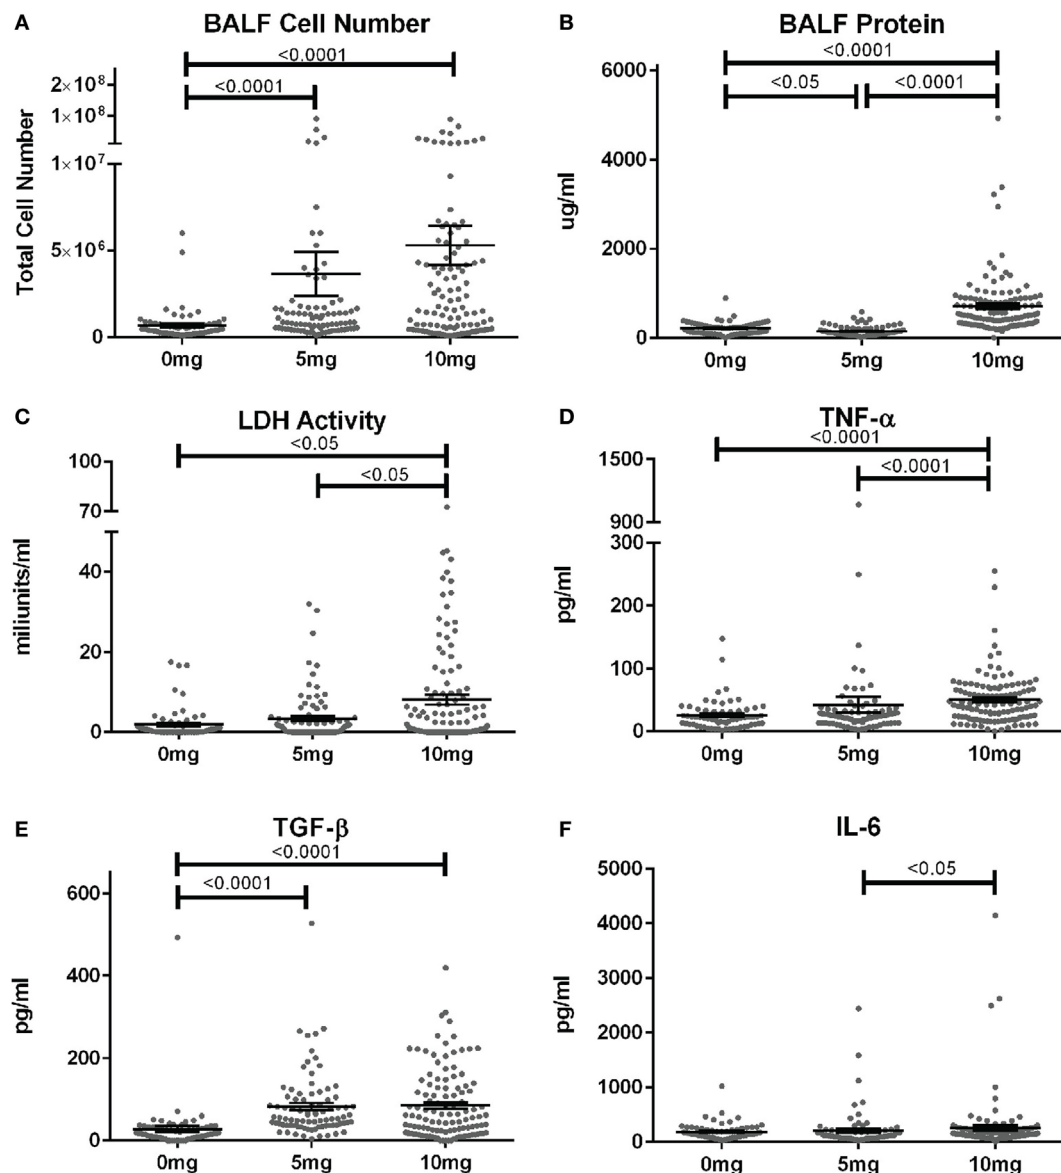 A BALF Cell Number
<0.0001
<0.0001
2×10⁸
1×10⁸
1×10⁷
5×10⁶
0
Total Cell Number
0mg 5mg 10mg
B BALF Protein
<0.0001
<0.05 <0.0001
6000
4000
2000
0
ug/ml
0mg 5mg 10mg
C LDH Activity
<0.05
<0.05
100
70
40
20
0
miliunits/ml
0mg 5mg 10mg
D TNF-α
<0.0001
<0.0001
1500
900
300
200
100
0
pg/ml
0mg 5mg 10mg
E TGF-β
<0.0001
<0.0001
600
400
200
0
pg/ml
0mg 5mg 10mg
F IL-6
<0.05
5000
4000
3000
2000
1000
0
pg/ml
0mg 5mg 10mg